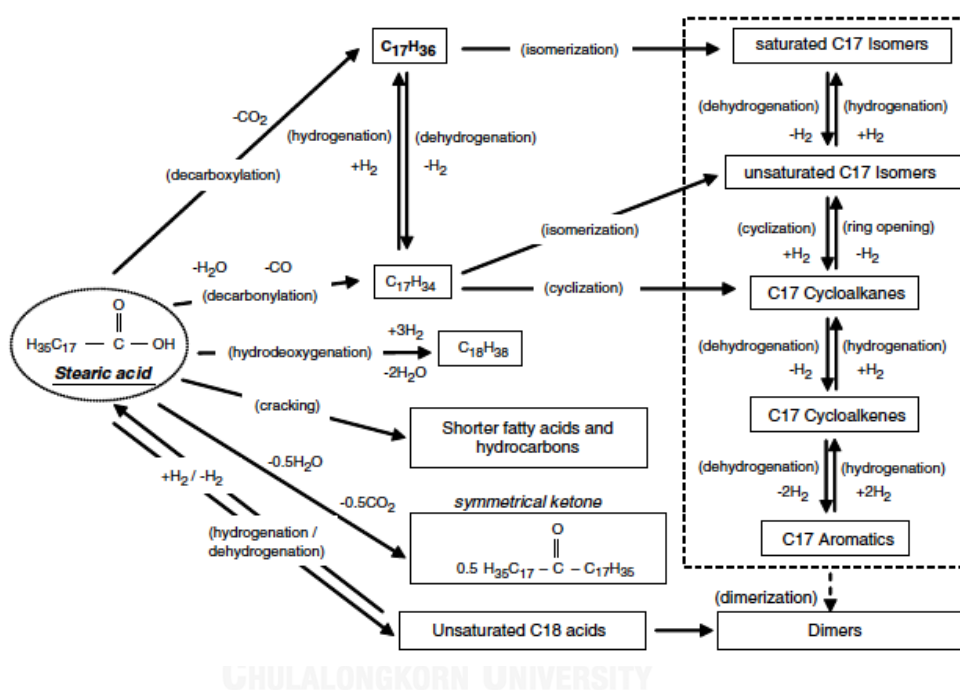 C17H36
(isomerization)
saturated C17 Isomers
-CO2
(decarboxylation)
(hydrogenation)
+H2
(dehydrogenation)
-H2
(dehydrogenation)
-H2
(hydrogenation)
+H2
unsaturated C17 Isomers
(isomerization)
(cyclization)
+H2
(ring opening)
-H2
-H2O
-CO
(decarbonylation)
C17H34
(cyclization)
C17 Cycloalkanes
O
H35C17 — C — OH
Stearic acid
(hydrodeoxygenation)
+3H2
-2H2O
C18H38
(dehydrogenation)
-H2
(hydrogenation)
+H2
(cracking)
Shorter fatty acids and
hydrocarbons
C17 Cycloalkenes
+H2 / -H2
-0.5H2O
-0.5CO2
(dehydrogenation)
-2H2
(hydrogenation)
+2H2
(hydrogenation /
dehydrogenation)
symmetrical ketone
O
0.5 H35C17 – C – C17H35
C17 Aromatics
(dimerization)
Unsaturated C18 acids
Dimers
CHULALONGKORN UNIVERSITY